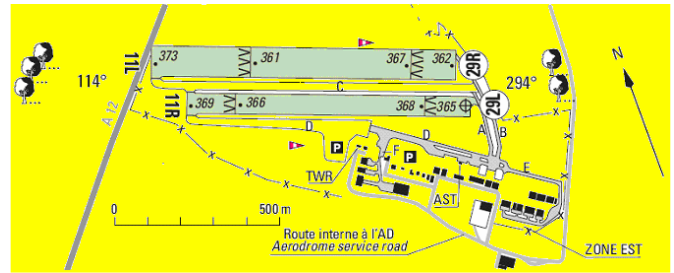 11L
373
361
367
362
29R
N
114°
294°
C
11R
369
366
368
365
29L
A 12
D
D
A
B
P
F
P
E
TWR
AST
0
500 m
Route interne à l'AD
Aerodrome service road
ZONE EST